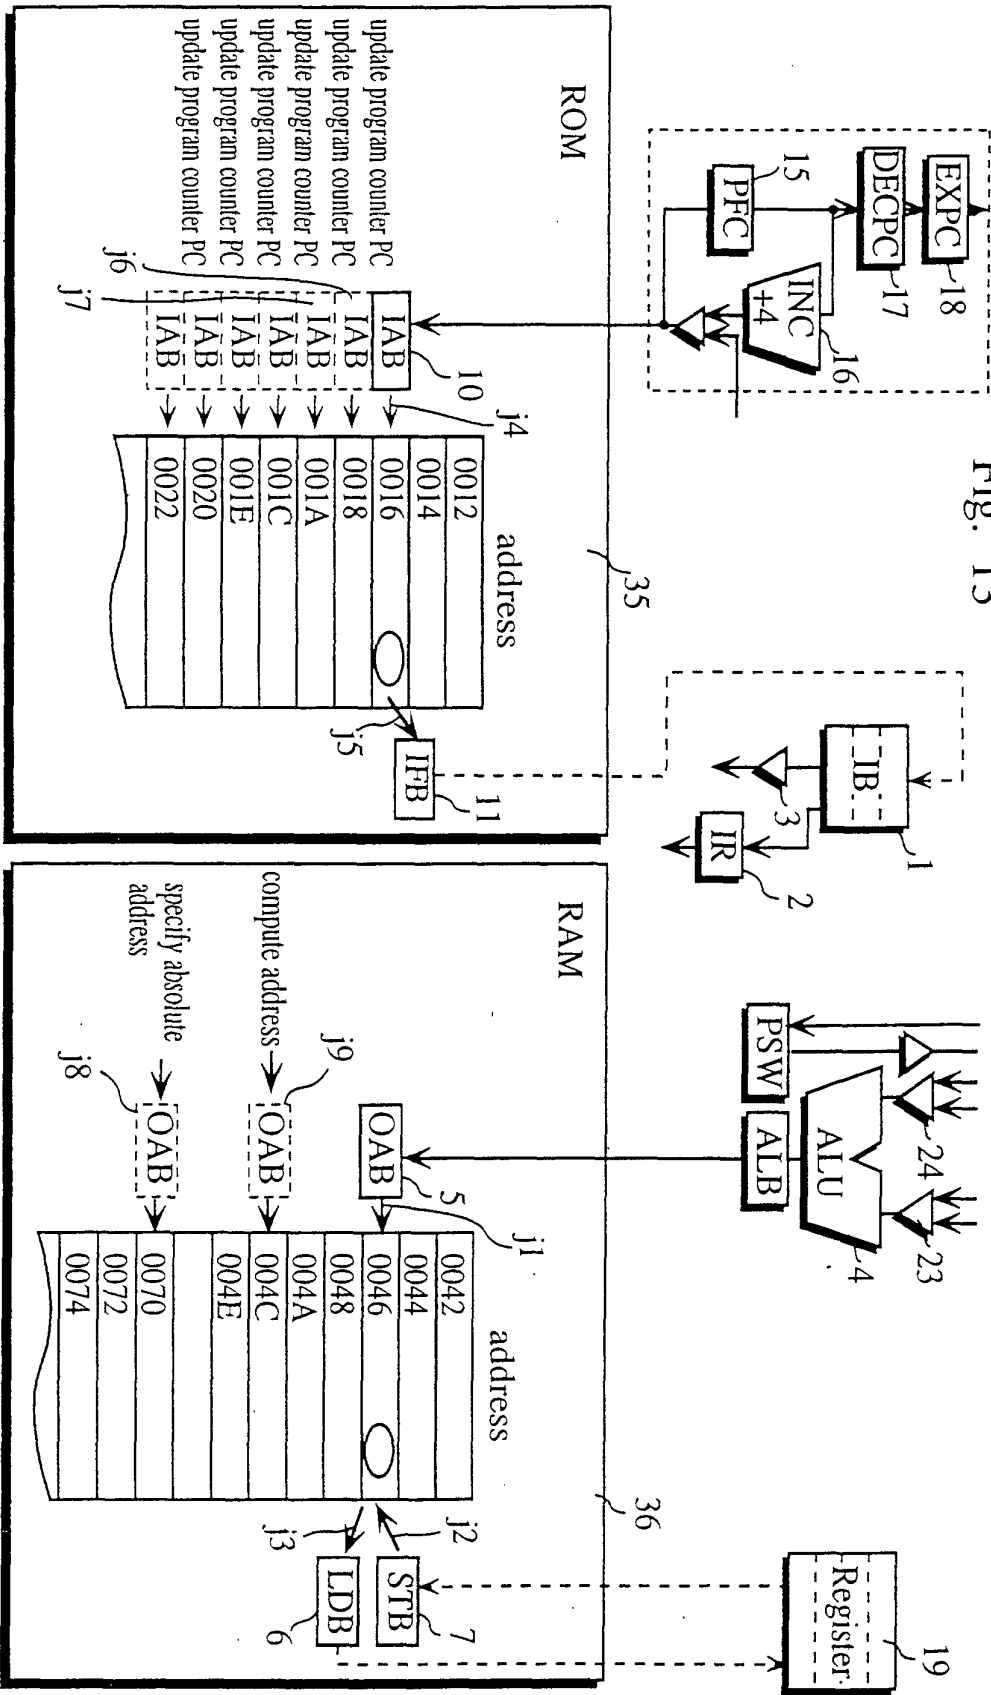 Fig. 15
EXPC
18
DECPC
17
15
PFC
INC
+4
16
IB
1
3
IR
2
PSW
ALU
ALB
24
23
4
Register
19
ROM
35
update program counter PC
update program counter PC
update program counter PC
update program counter PC
update program counter PC
update program counter PC
IAB
IAB
IAB
IAB
IAB
IAB
IAB
10
j4
j6
j7
address
0012
0014
0016
0018
001A
001C
001E
0020
0022
j5
IFB
11
RAM
36
compute address
specify absolute
address
OAB
5
j1
OAB
j9
OAB
j8
address
0042
0044
0046
0048
004A
004C
004E
0070
0072
0074
j2
j3
STB
7
LDB
6